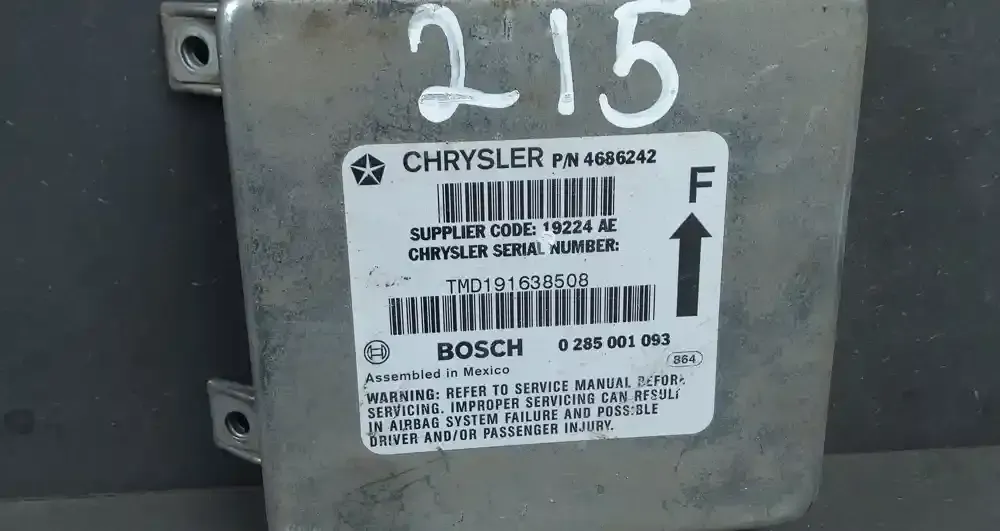 215
CHRYSLER P/N 4686242
F
SUPPLIER CODE: 19224 AE
CHRYSLER SERIAL NUMBER:
TMD191638508
BOSCH 0 285 001 093
864
Assembled in Mexico
WARNING: REFER TO SERVICE MANUAL BEFORE
SERVICING. IMPROPER SERVICING CAN RESULT
IN AIRBAG SYSTEM FAILURE AND POSSIBLE
DRIVER AND/OR PASSENGER INJURY.